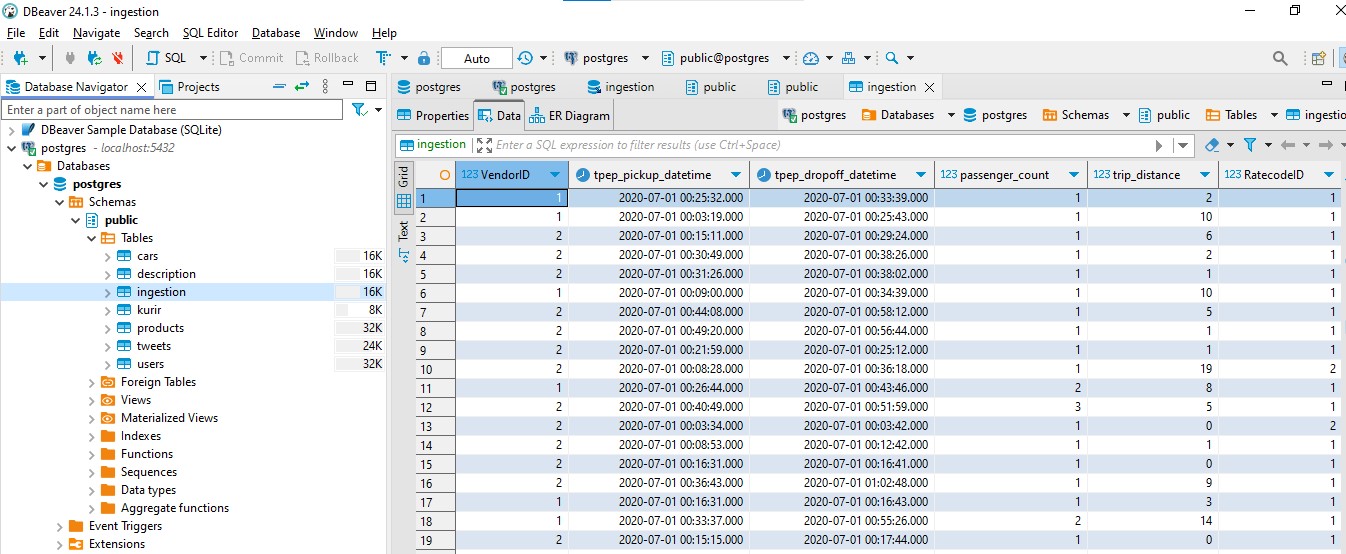 DBeaver 24.1.3 - ingestion
File Edit Navigate Search SQL Editor Database Window Help
SQL Commit Rollback Auto postgres public@postgres
Database Navigator Projects
Enter a part of object name here
DBeaver Sample Database (SQLite)
postgres - localhost:5432
Databases
postgres
Schemas
public
Tables
cars 16K
description 16K
ingestion 16K
kurir 8K
products 32K
tweets 24K
users 32K
Foreign Tables
Views
Materialized Views
Indexes
Functions
Sequences
Data types
Aggregate functions
Event Triggers
Extensions
postgres postgres ingestion public public ingestion
Properties Data ER Diagram postgres Databases postgres Schemas public Tables ingestio
ingestion Enter a SQL expression to filter results (use Ctrl+Space)
Grid
Text
123 VendorID tpep_pickup_datetime tpep_dropoff_datetime 123 passenger_count 123 trip_distance 123 RatecodeID
1 1 2020-07-01 00:25:32.000 2020-07-01 00:33:39.000 1 2 1
2 1 2020-07-01 00:03:19.000 2020-07-01 00:25:43.000 1 10 1
3 2 2020-07-01 00:15:11.000 2020-07-01 00:29:24.000 1 6 1
4 2 2020-07-01 00:30:49.000 2020-07-01 00:38:26.000 1 2 1
5 2 2020-07-01 00:31:26.000 2020-07-01 00:38:02.000 1 1 1
6 1 2020-07-01 00:09:00.000 2020-07-01 00:34:39.000 1 10 1
7 2 2020-07-01 00:44:08.000 2020-07-01 00:58:12.000 1 5 1
8 2 2020-07-01 00:49:20.000 2020-07-01 00:56:44.000 1 1 1
9 2 2020-07-01 00:21:59.000 2020-07-01 00:25:12.000 1 1 1
10 2 2020-07-01 00:08:28.000 2020-07-01 00:36:18.000 1 19 2
11 1 2020-07-01 00:26:44.000 2020-07-01 00:43:46.000 2 8 1
12 2 2020-07-01 00:40:49.000 2020-07-01 00:51:59.000 3 5 1
13 2 2020-07-01 00:03:34.000 2020-07-01 00:03:42.000 1 0 2
14 2 2020-07-01 00:08:53.000 2020-07-01 00:12:42.000 1 1 1
15 2 2020-07-01 00:16:31.000 2020-07-01 00:16:41.000 1 0 1
16 2 2020-07-01 00:36:43.000 2020-07-01 01:02:48.000 1 9 1
17 1 2020-07-01 00:16:31.000 2020-07-01 00:16:43.000 1 3 1
18 1 2020-07-01 00:33:37.000 2020-07-01 00:55:26.000 2 14 1
19 2 2020-07-01 00:15:15.000 2020-07-01 00:17:44.000 1 0 1